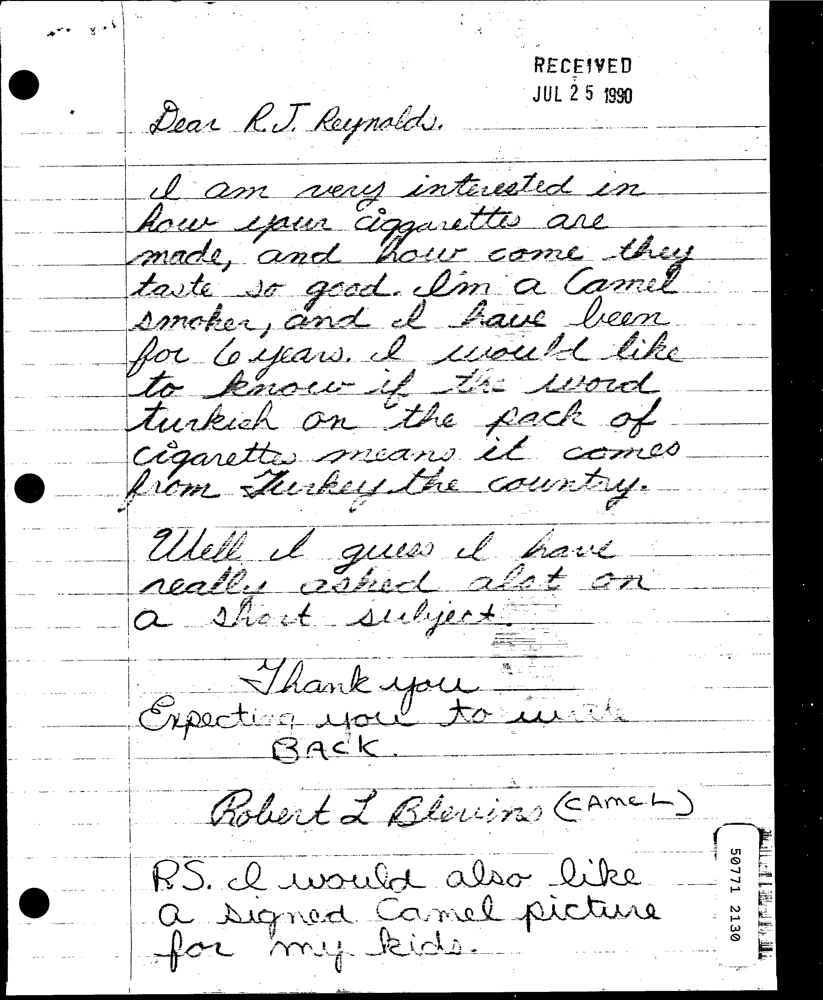 RECEIVED
JUL 25 1990
Dear R.J. Reynolds.
I am very interested in
how your ciggarettes are
made, and how come they
taste so good. I'm a Camel
smoker, and I have been
for 6 years. I would like
to know if the word
turkish on the pack of
cigarettes means it comes
from Turkey the country.
Well I guess I have
really asked alot on
a short subject.
Thank you
Expecting you to write
BACK.
Robert L Blevins (CAMEL)
P.S. I would also like
a signed Camel picture
for my kids.
50771 2130